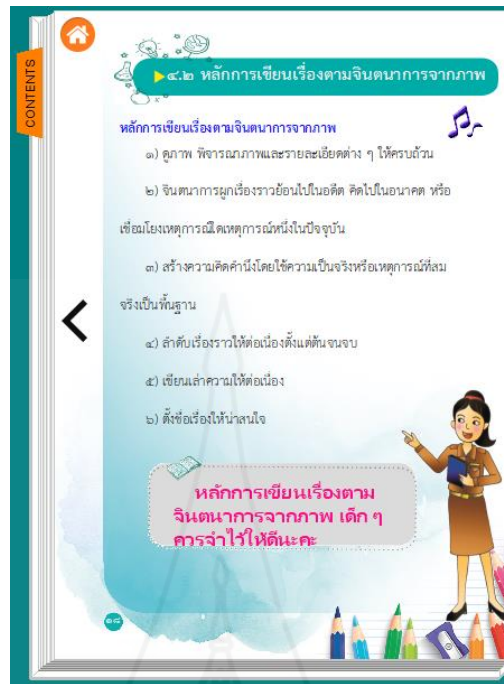 CONTENTS
๔.๒ หลักการเขียนเรื่องตามจินตนาการจากภาพ
หลักการเขียนเรื่องตามจินตนาการจากภาพ
๑) ดูภาพ พิจารณาภาพและรายละเอียดต่าง ๆ ให้ครบถ้วน
๒) จินตนาการผูกเรื่องราวย้อนไปในอดีต คิดไปในอนาคต หรือ
เชื่อมโยงเหตุการณ์ใดเหตุการณ์หนึ่งในปัจจุบัน
๓) สร้างความคิดคำนึงโดยใช้ความเป็นจริงหรือเหตุการณ์ที่สม
จริงเป็นพื้นฐาน
๔) ลำดับเรื่องราวให้ต่อเนื่องตั้งแต่ต้นจนจบ
๕) เขียนเล่าความให้ต่อเนื่อง
๖) ตั้งชื่อเรื่องให้น่าสนใจ
หลักการเขียนเรื่องตาม
จินตนาการจากภาพ เด็ก ๆ
ควรจำไว้ให้ดีนะคะ
๑๘